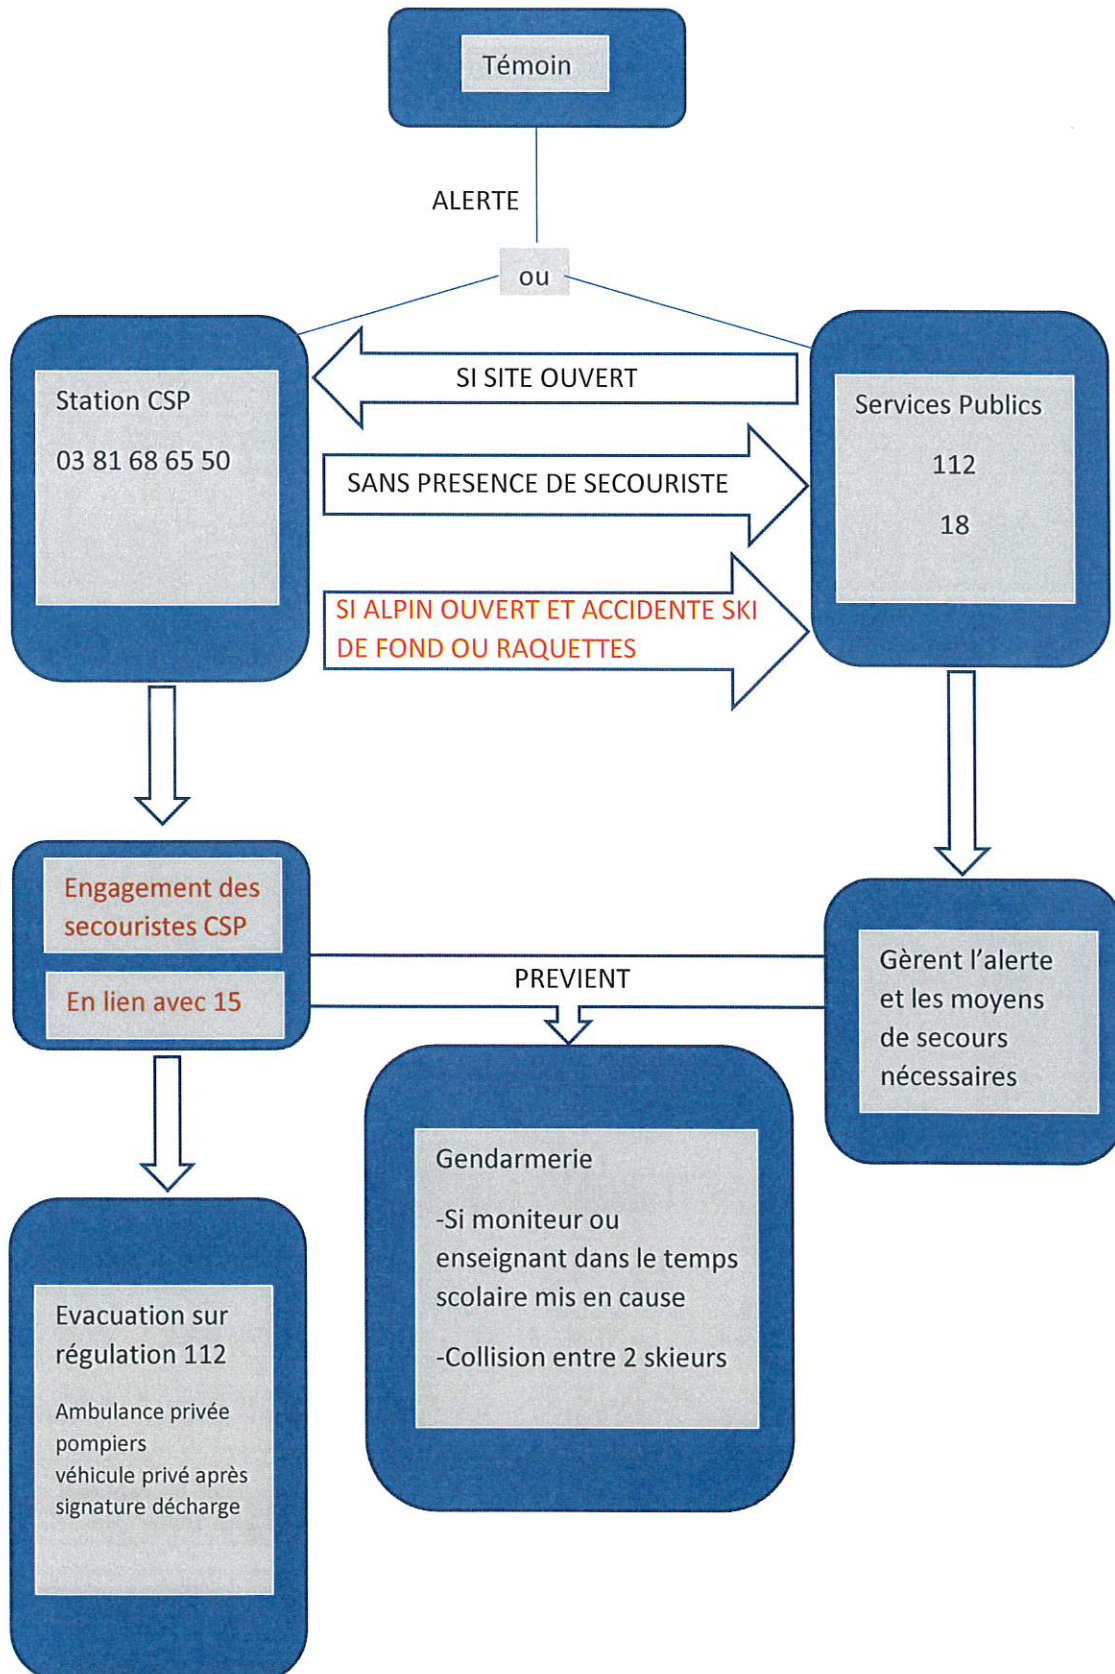 Témoin
ALERTE
ou
Station CSP
03 81 68 65 50
SI SITE OUVERT
SANS PRESENCE DE SECOURISTE
SI ALPIN OUVERT ET ACCIDENTE SKI
DE FOND OU RAQUETTES
Services Publics
112
18
Engagement des
secouristes CSP
En lien avec 15
PREVIENT
Gèrent l’alerte
et les moyens
de secours
nécessaires
Gendarmerie
-Si moniteur ou
enseignant dans le temps
scolaire mis en cause
-Collision entre 2 skieurs
Evacuation sur
régulation 112
Ambulance privée
pompiers
véhicule privé après
signature décharge